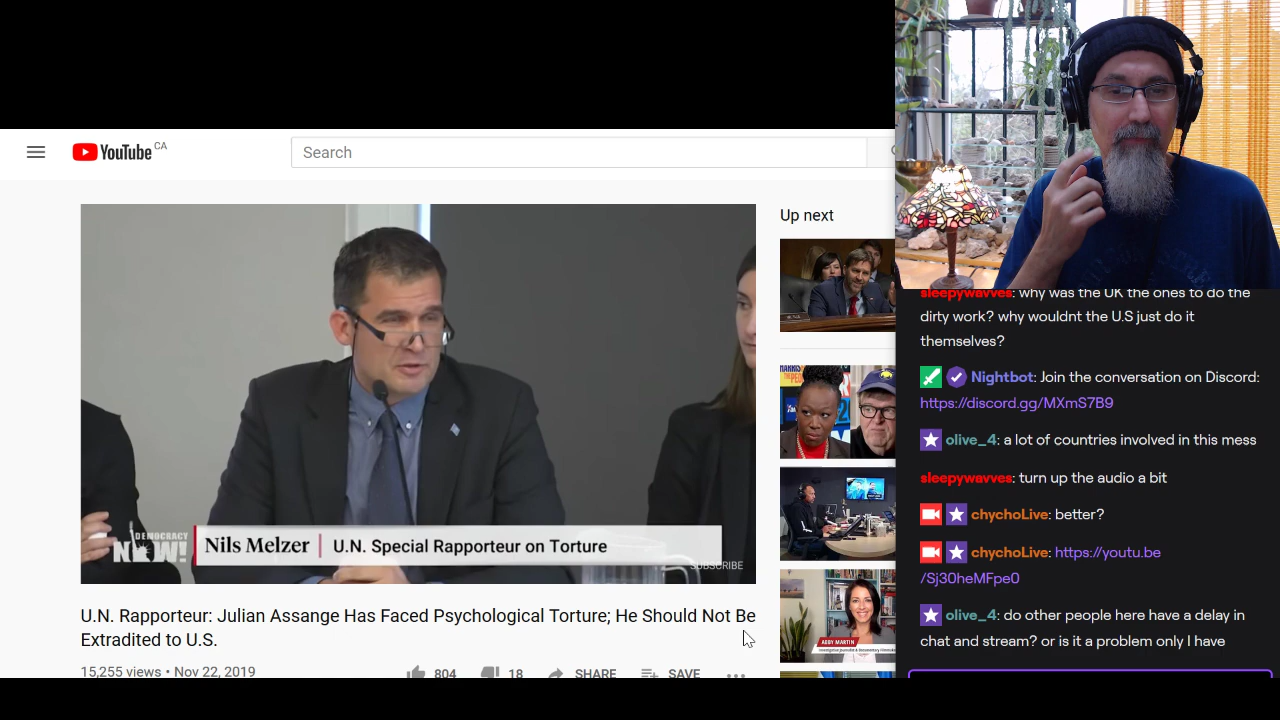 YouTube CA
Search
Up next
DEMOCRACY
NOW!
Nils Melzer | U.N. Special Rapporteur on Torture
SUBSCRIBE
U.N. Rapporteur: Julian Assange Has Faced Psychological Torture; He Should Not Be
Extradited to U.S.
15,255 views • Nov 22, 2019
804
18
SHARE
SAVE
ABBY MARTIN
sleepywavves: why was the UK the ones to do the
dirty work? why wouldnt the U.S just do it
themselves?
Nightbot: Join the conversation on Discord:
https://discord.gg/MXmS7B9
olive_4: a lot of countries involved in this mess
sleepywavves: turn up the audio a bit
chychoLive: better?
chychoLive: https://youtu.be
/Sj30heMFpe0
olive_4: do other people here have a delay in
chat and stream? or is it a problem only I have